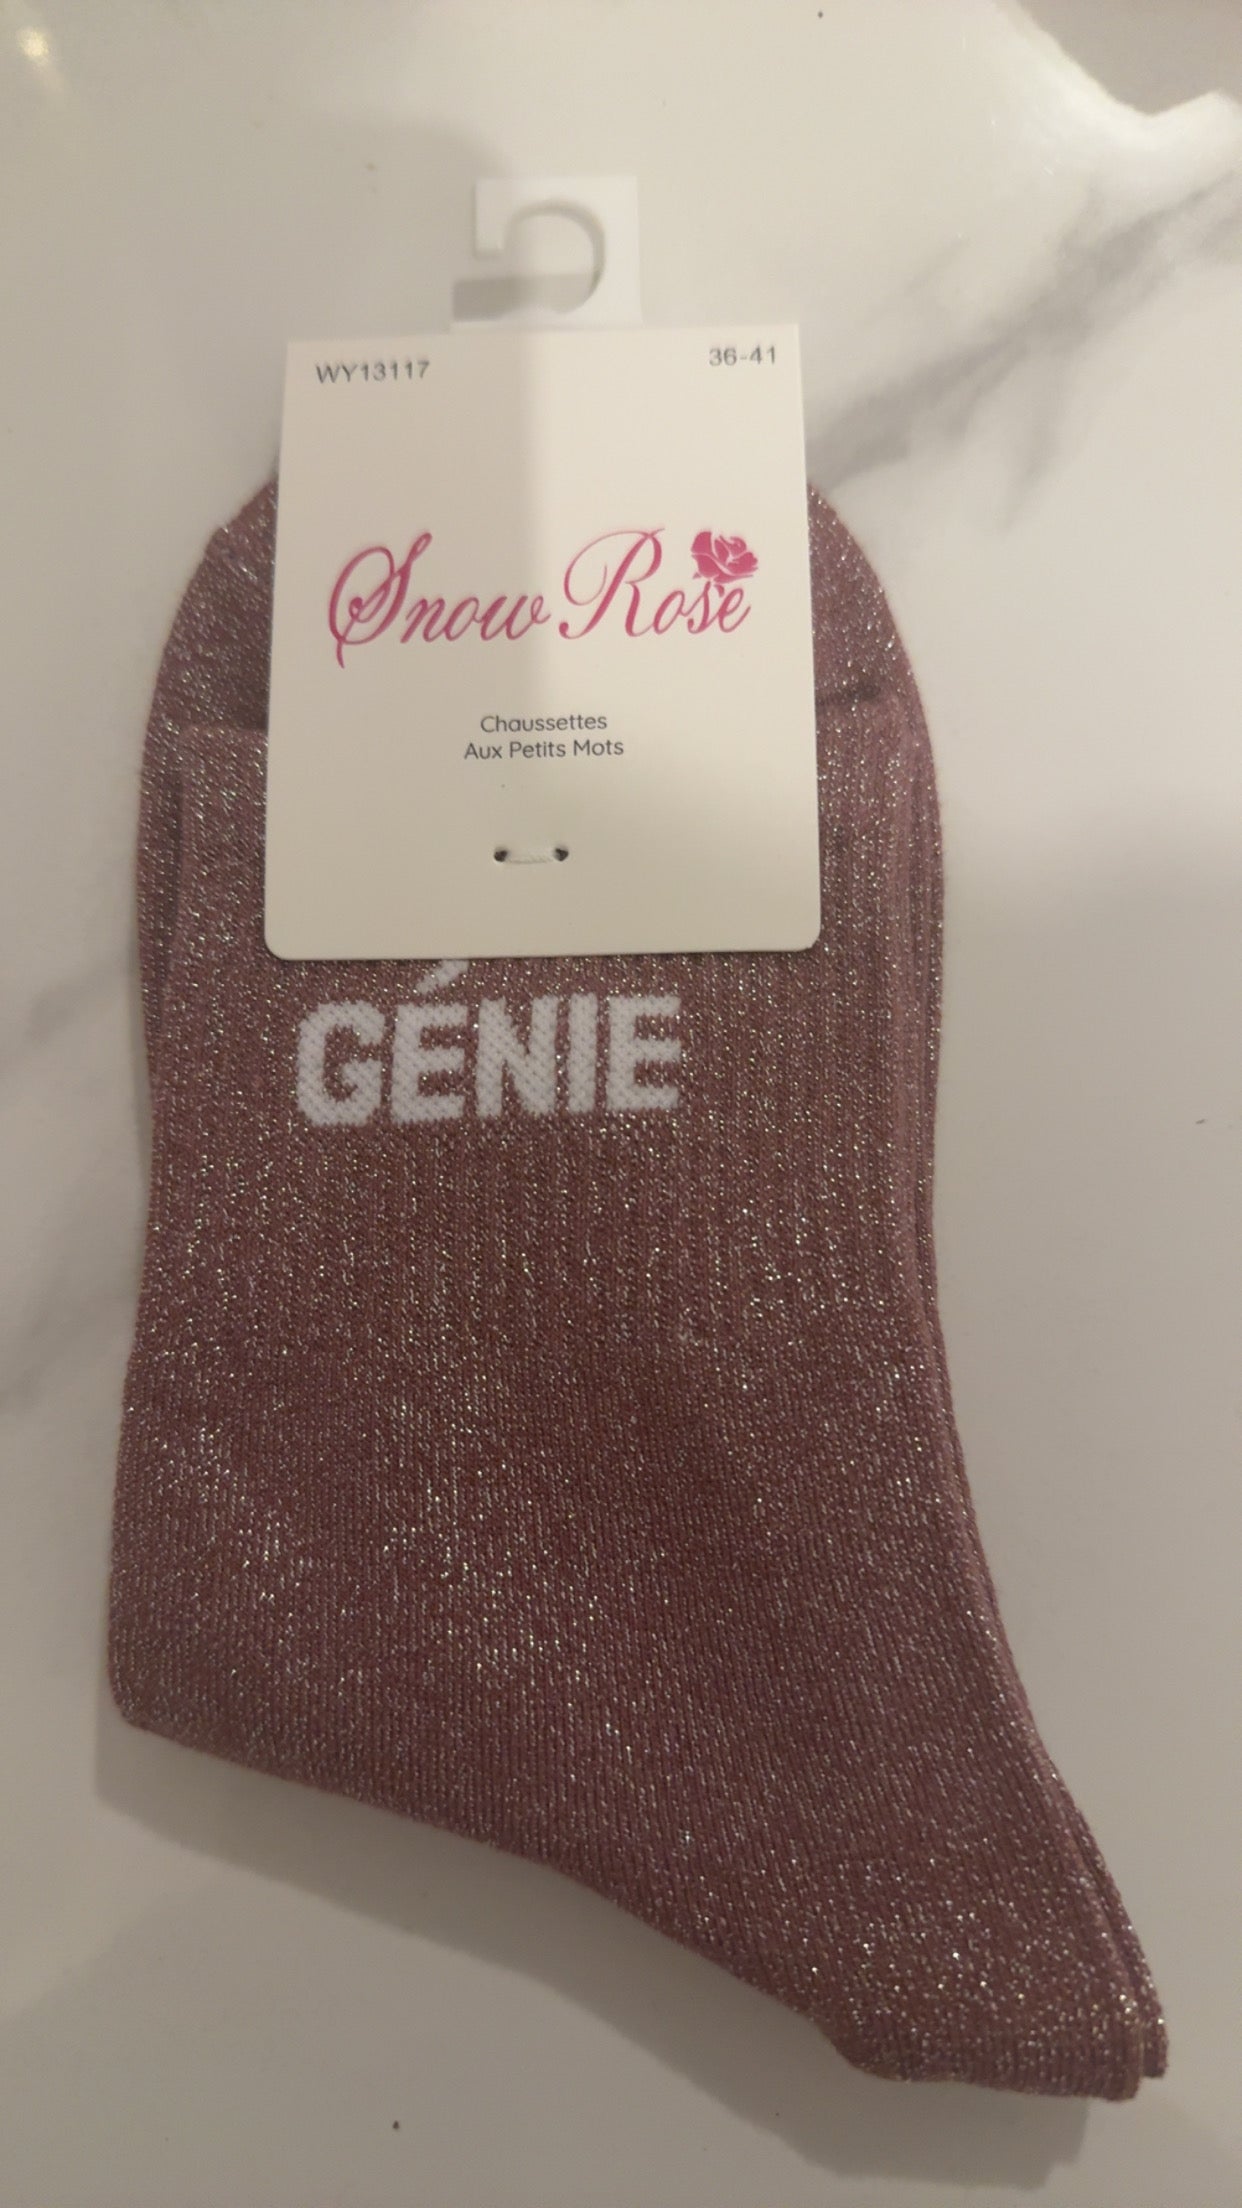 WY13117 36-41
Snow Rose
Chaussettes
Aux Petits Mots
GÉNIE